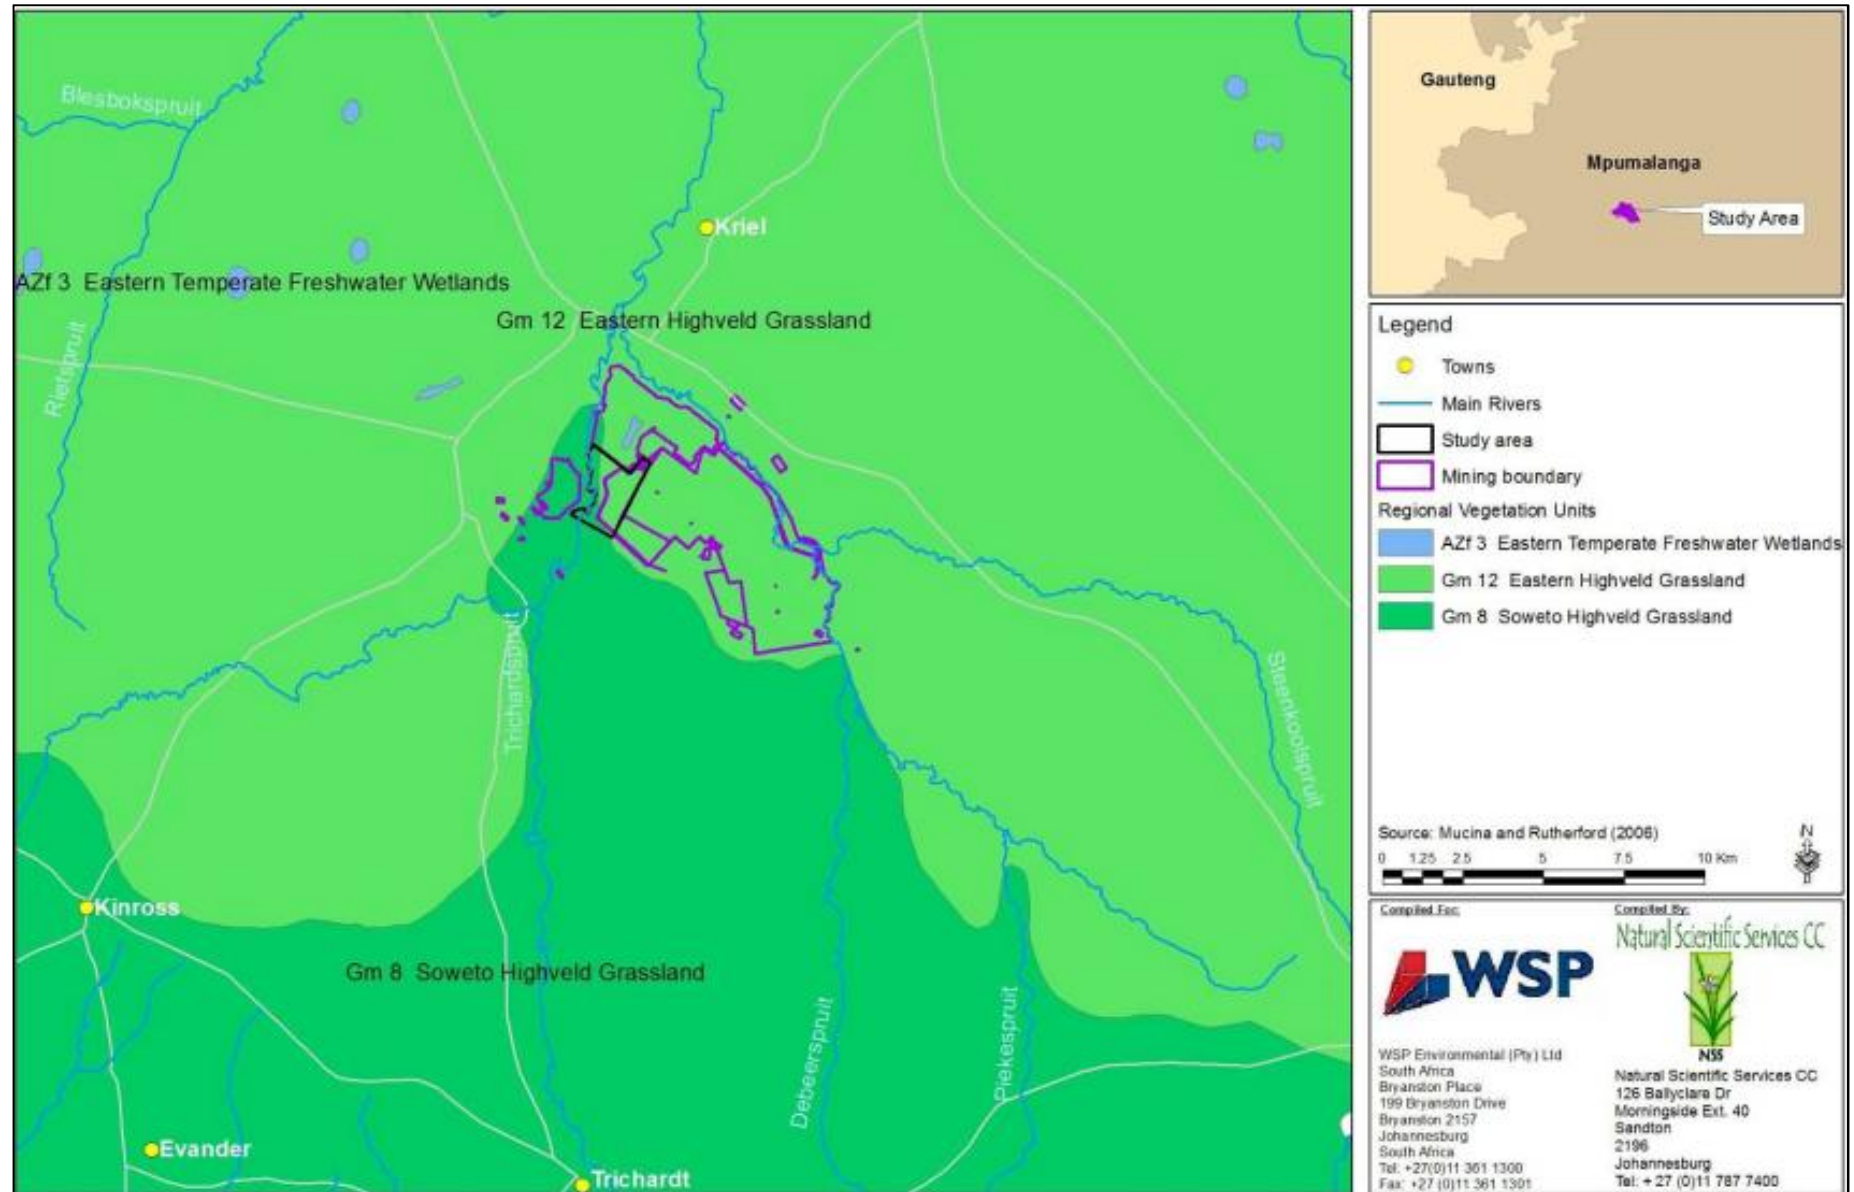 Blesbokspruit
Kriel
AZf 3 Eastern Temperate Freshwater Wetlands
Gm 12 Eastern Highveld Grassland
Rietspruit
Trichardspruit
Steenkoolspruit
Kinross
Gm 8 Soweto Highveld Grassland
Debeerspruit
Piekespruit
Evander
Trichardt
Gauteng
Mpumalanga
Study Area
Legend
Towns
Main Rivers
Study area
Mining boundary
Regional Vegetation Units
AZf 3 Eastern Temperate Freshwater Wetlands
Gm 12 Eastern Highveld Grassland
Gm 8 Soweto Highveld Grassland
Source: Mucina and Rutherford (2006)
N
0 1.25 2.5 5 7.5 10 Km
Compiled For:
WSP
WSP Environmental (Pty) Ltd
South Africa
Bryanston Place
199 Bryanston Drive
Bryanston 2157
Johannesburg
South Africa
Tel: +27(0)11 361 1300
Fax: +27 (0)11 361 1301
Compiled By:
Natural Scientific Services CC
NSS
Natural Scientific Services CC
126 Ballyclare Dr
Morningside Ext. 40
Sandton
2196
Johannesburg
Tel: + 27 (0)11 787 7400